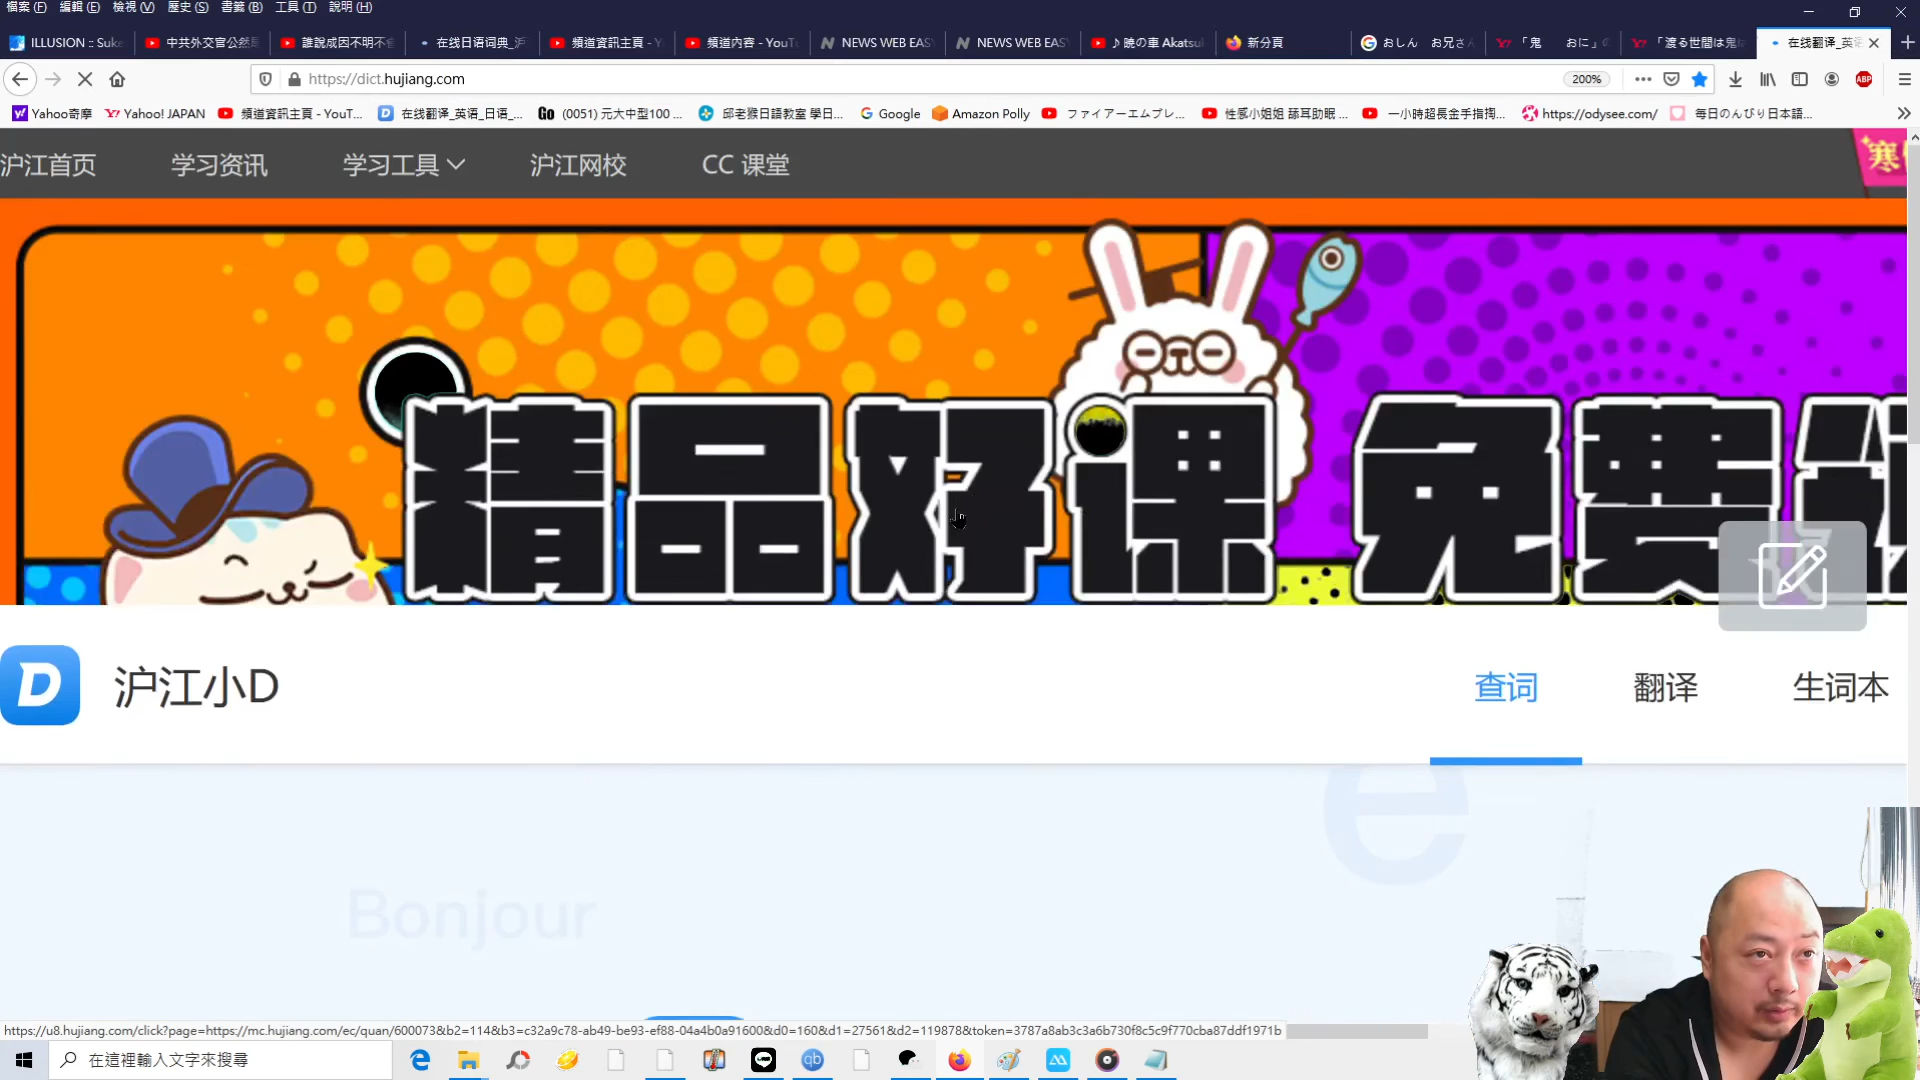 檔案 (F) 編輯 (E) 檢視 (V) 歷史 (S) 書籤 (B) 工具 (T) 說明 (H)
ILLUSION :: Suke
中共外交官公然
誰說成因不明不
在线日语词典_沪
頻道資訊主頁 - Y
頻道內容 - YouTu
NEWS WEB EASY
NEWS WEB EASY
♪ 暁の車 Akatsuk
新分頁
おしん お兄さん
「鬼 おに」の
「渡る世間は鬼
在线翻译_英语
https://dict.hujiang.com
200%
ABP
Yahoo奇摩
Yahoo! JAPAN
頻道資訊主頁 - YouT...
在线翻译_英语_日语_...
Go (0051) 元大中型100 ...
邱老猴日語教室 學日...
Google
Amazon Polly
ファイアーエムブレ...
性感小姐姐 舔耳助眠 ...
一小時超長金手指掏...
https://odysee.com/
毎日のんびり日本語...
沪江首页 学习资讯 学习工具 沪江网校 CC 课堂
寒
精品好课 免费
D 沪江小D
查词 翻译 生词本
e
Bonjour
https://u8.hujiang.com/click?page=https://mc.hujiang.com/ec/quan/600073&b2=114&b3=c32a9c78-ab49-be93-ef88-04a4b0a91600&d0=160&d1=27561&d2=119878&token=3787a8ab3c3a6b730f8c5c9f770cba87ddf1971b
在這裡輸入文字來搜尋
qb